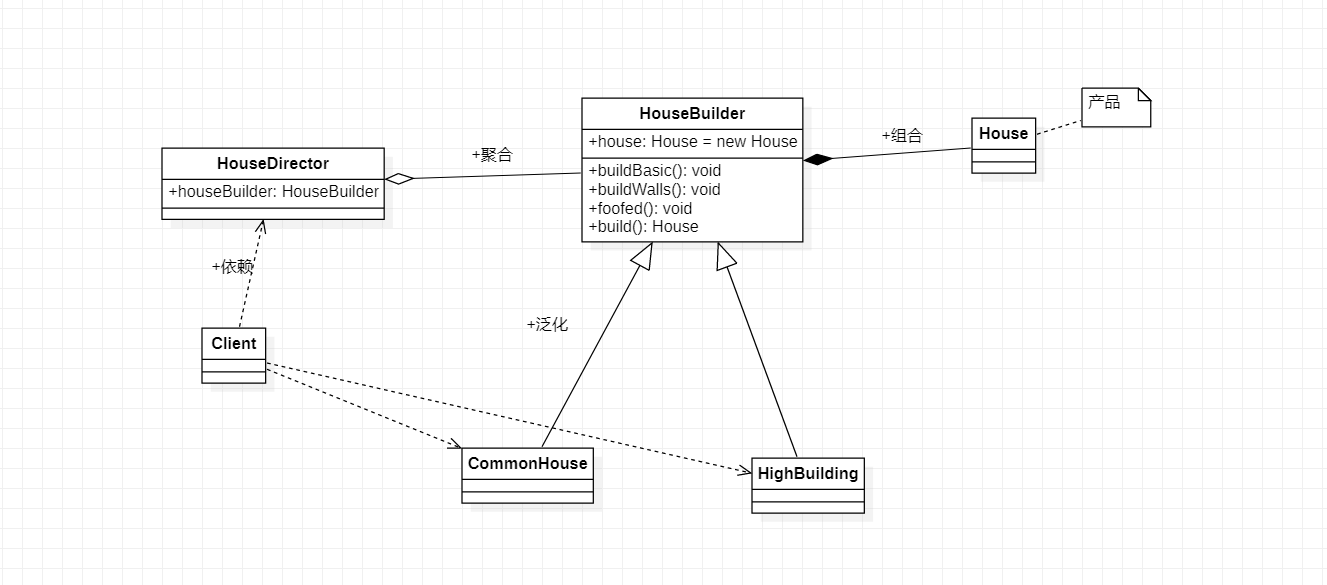 产品
HouseBuilder
+house: House = new House
+buildBasic(): void
+buildWalls(): void
+foofed(): void
+build(): House
+组合
House
+聚合
HouseDirector
+houseBuilder: HouseBuilder
+依赖
+泛化
Client
CommonHouse
HighBuilding